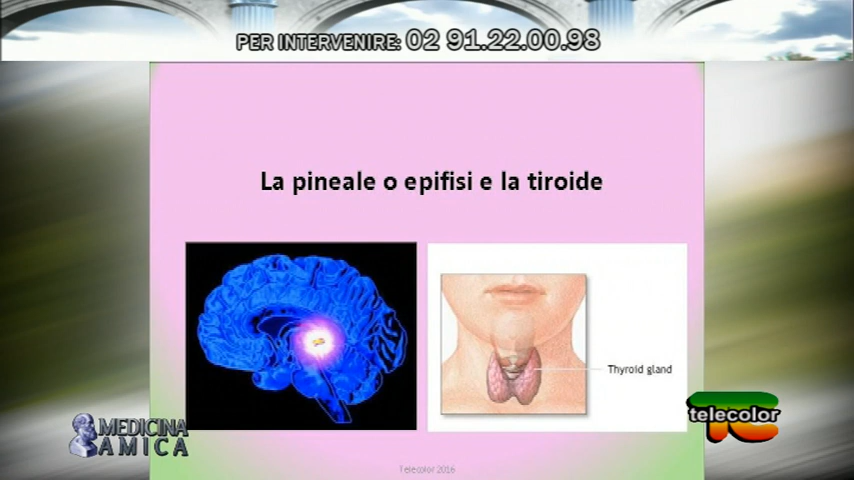 PER INTERVENIRE: 02 91.22.00.98
La pineale o epifisi e la tiroide
Thyroid gland
MEDICINA
AMICA
telecolor
Telecolor 2016